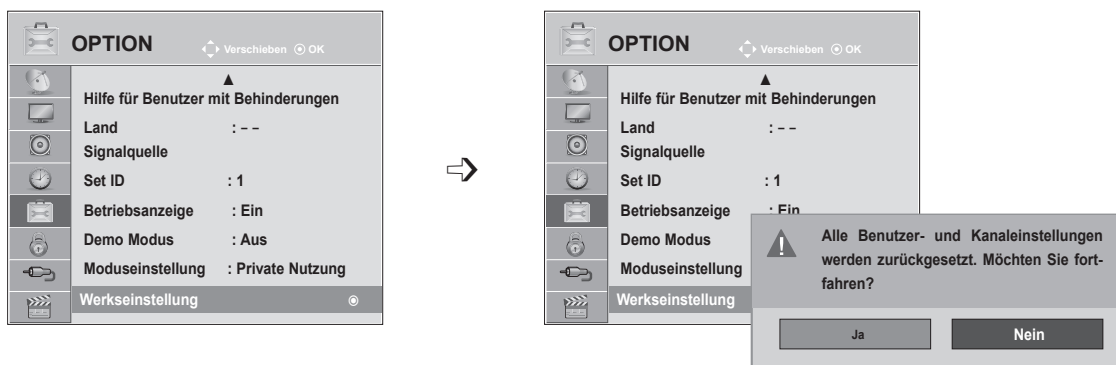 OPTION
Verschieben OK
▲
Hilfe für Benutzer mit Behinderungen
Land : – –
Signalquelle
Set ID : 1
Betriebsanzeige : Ein
Demo Modus : Aus
Moduseinstellung : Private Nutzung
Werkseinstellung
OPTION
Verschieben OK
▲
Hilfe für Benutzer mit Behinderungen
Land : – –
Signalquelle
Set ID : 1
Betriebsanzeige : Ein
Demo Modus
Moduseinstellung
Werkseinstellung
Alle Benutzer- und Kanaleinstellungen
werden zurückgesetzt. Möchten Sie fort-
fahren?
Ja
Nein